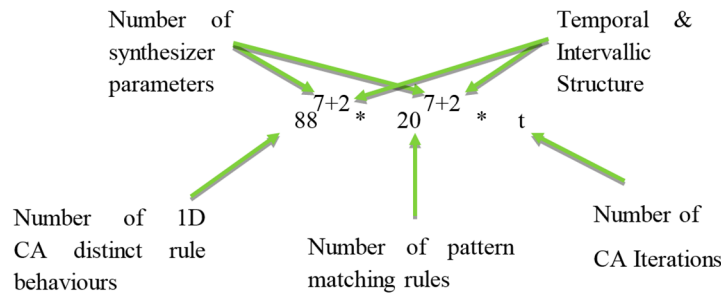 Number of
synthesizer
parameters
Temporal &
Intervallic
Structure
88^7+2 * 20^7+2 * t
Number of 1D
CA distinct rule
behaviours
Number of pattern
matching rules
Number of
CA Iterations